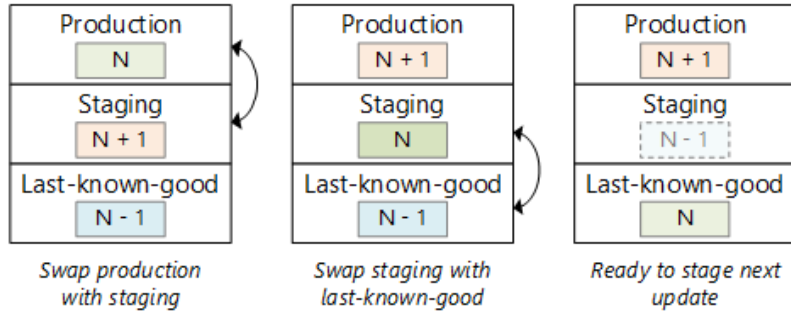 Production
N
Staging
N + 1
Last-known-good
N - 1
Swap production
with staging
Production
N + 1
Staging
N
Last-known-good
N - 1
Swap staging with
last-known-good
Production
N + 1
Staging
N - 1
Last-known-good
N
Ready to stage next
update